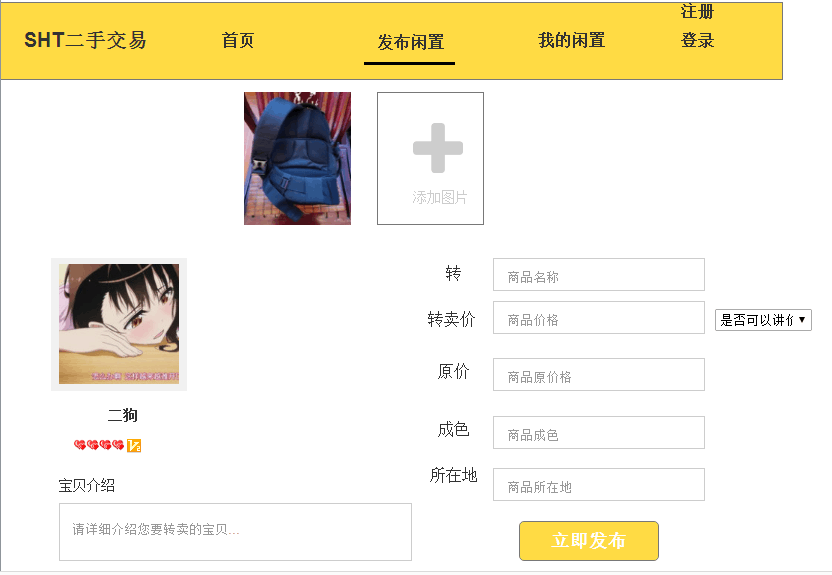 SHT二手交易
首页
发布闲置
我的闲置
注册
登录
添加图片
转
商品名称
转卖价
商品价格
是否可以讲价
原价
商品原价格
成色
商品成色
所在地
商品所在地
二狗
宝贝介绍
请详细介绍您要转卖的宝贝...
立即发布